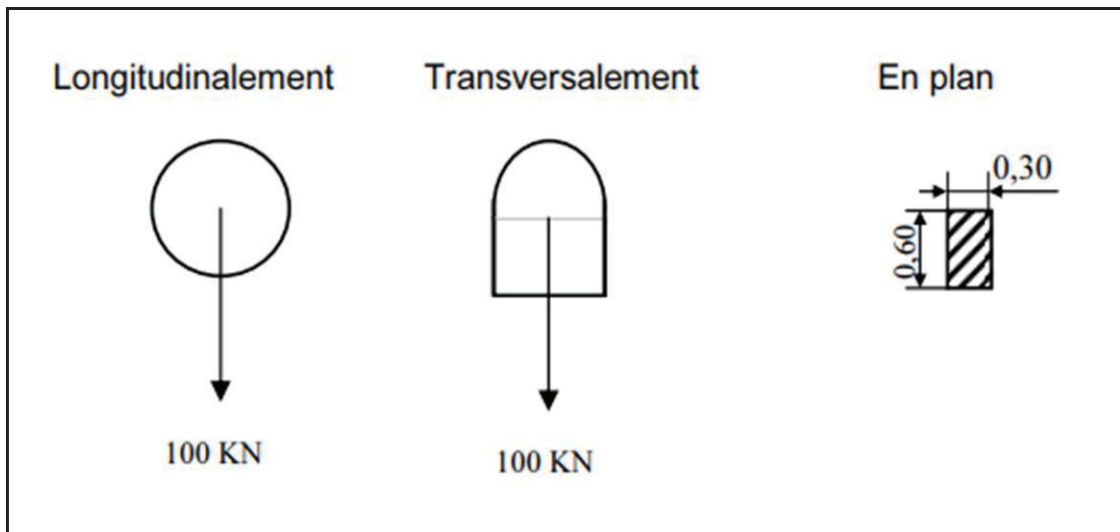 Longitudinalement
Transversalement
En plan
0,30
0,60
100 KN
100 KN